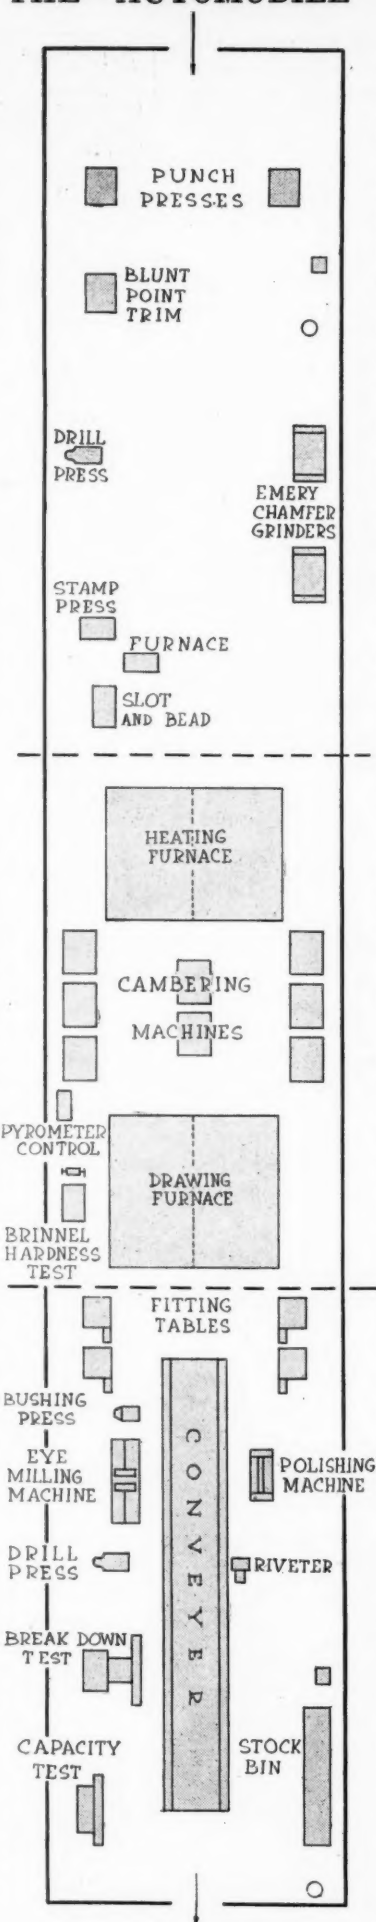 THE AUTOMOBILE
PUNCH
PRESSES
BLUNT
POINT
TRIM
DRILL
PRESS
EMERY
CHAMFER
GRINDERS
STAMP
PRESS
FURNACE
SLOT
AND BEAD
HEATING
FURNACE
CAMBERING
MACHINES
PYROMETER
CONTROL
DRAWING
FURNACE
BRINNEL
HARDNESS
TEST
FITTING
TABLES
BUSHING
PRESS
EYE
MILLING
MACHINE
CONVEYER
POLISHING
MACHINE
DRILL
PRESS
RIVETER
BREAK DOWN
TEST
CAPACITY
TEST
STOCK
BIN